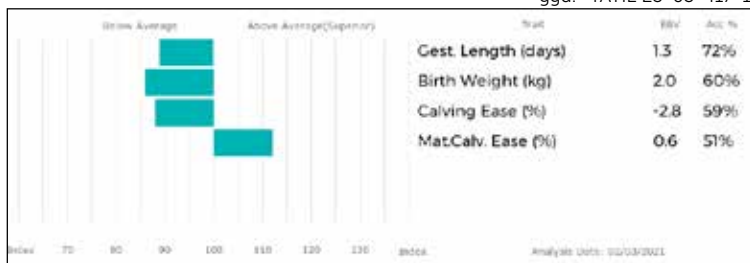 Below Average Above Average(Superior) Trait EBV Acc %
Gest. Length (days) 1.3 72%
Birth Weight (kg) 2.0 60%
Calving Ease (%) -2.8 59%
Mat.Calv. Ease (%) 0.6 51%
Index 70 80 90 100 110 120 130 Index Analysis Date: 02/03/2021